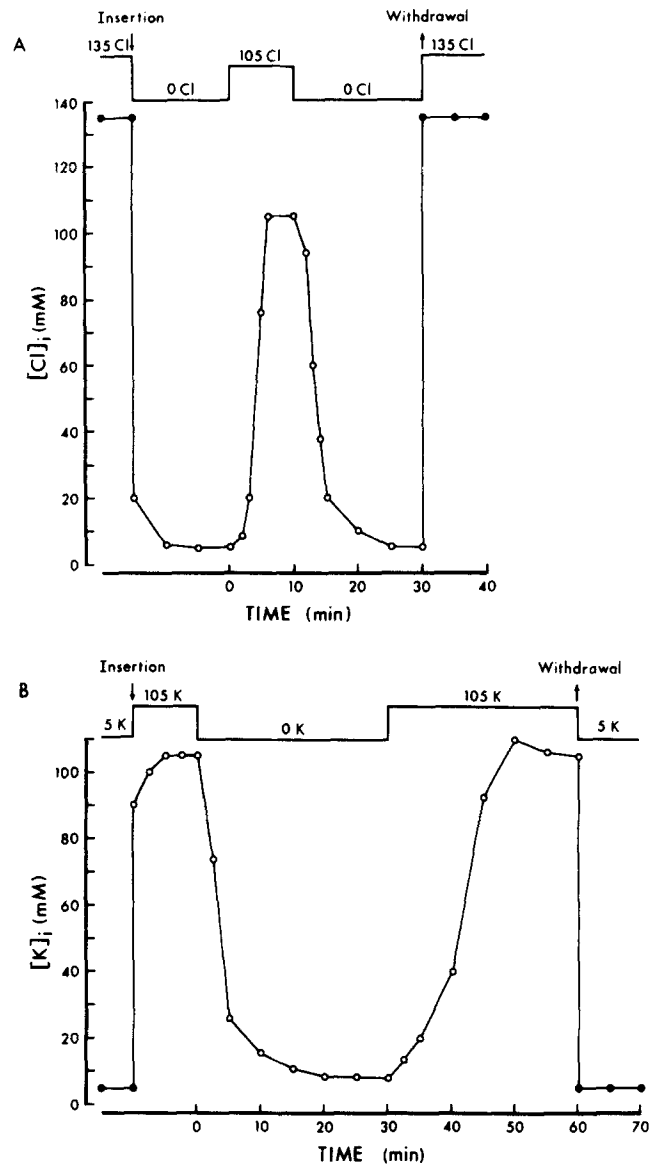 Insertion
Withdrawal
A
135 Cl
105 Cl
135 Cl
0 Cl
0 Cl
140
120
100
80
60
40
20
0
[Cl]i (mM)
0 10 20 30 40
TIME (min)
Insertion
Withdrawal
B
105 K
105 K
5 K
0 K
5 K
100
80
60
40
20
0
[K]i (mM)
0 10 20 30 40 50 60 70
TIME (min)